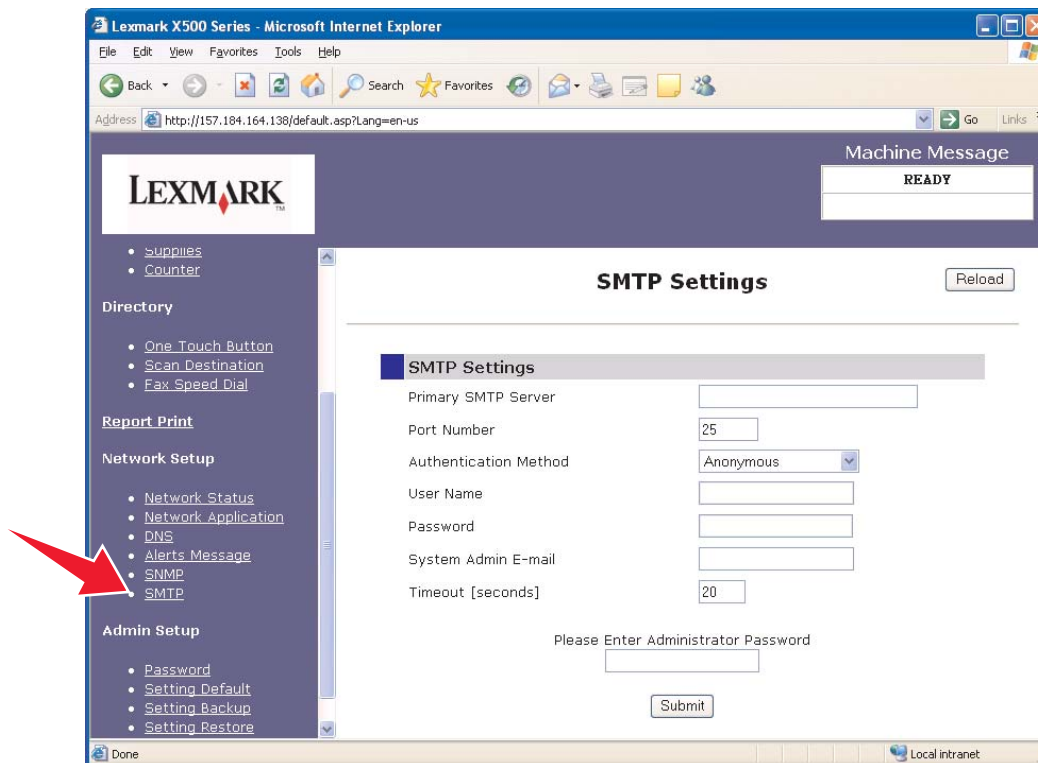 Lexmark X500 Series - Microsoft Internet Explorer
File Edit View Favorites Tools Help
Back Search Favorites
Address http://157.184.164.138/default.asp?Lang=en-us Go Links
Machine Message
READY
LEXMARK
TM
Supplies
Counter
Directory
One Touch Button
Scan Destination
Fax Speed Dial
Report Print
Network Setup
Network Status
Network Application
DNS
Alerts Message
SNMP
SMTP
Admin Setup
Password
Setting Default
Setting Backup
Setting Restore
SMTP Settings
Reload
SMTP Settings
Primary SMTP Server
Port Number 25
Authentication Method Anonymous
User Name
Password
System Admin E-mail
Timeout [seconds] 20
Please Enter Administrator Password
Submit
Done Local intranet